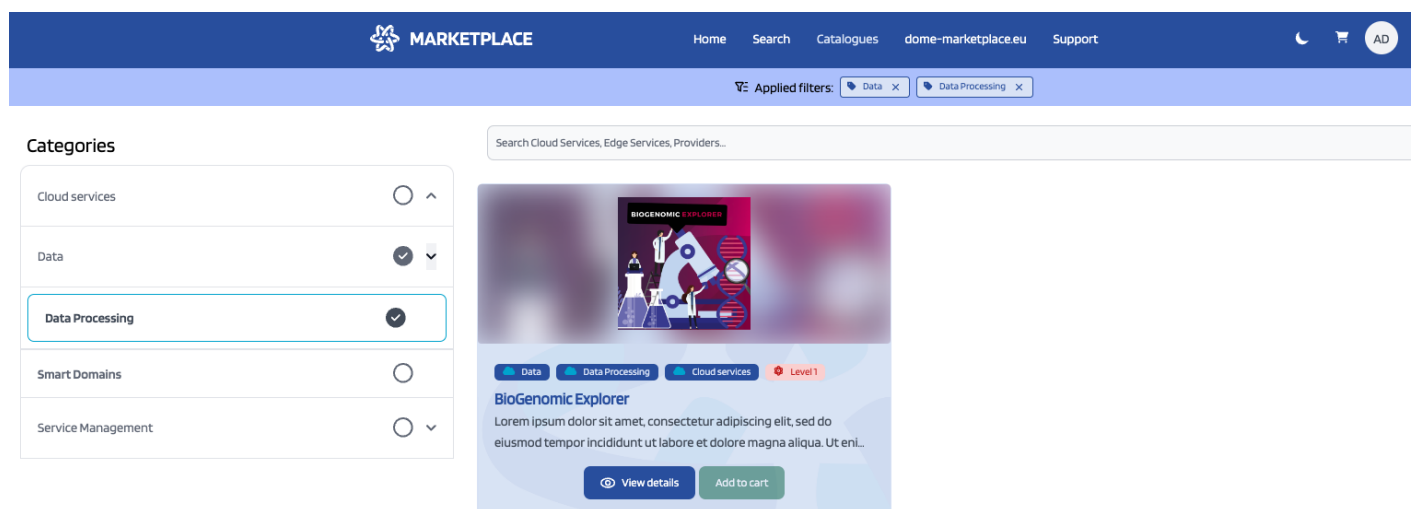 MARKETPLACE
Home Search Catalogues dome-marketplace.eu Support
AD
Applied filters: Data × Data Processing ×
Categories
Search Cloud Services, Edge Services, Providers...
Cloud services
Data
Data Processing
Smart Domains
Service Management
BIOGENOMIC EXPLORER
Data Data Processing Cloud services Level 1
BioGenomic Explorer
Lorem ipsum dolor sit amet, consectetur adipiscing elit, sed do
eiusmod tempor incididunt ut labore et dolore magna aliqua. Ut eni...
View details Add to cart